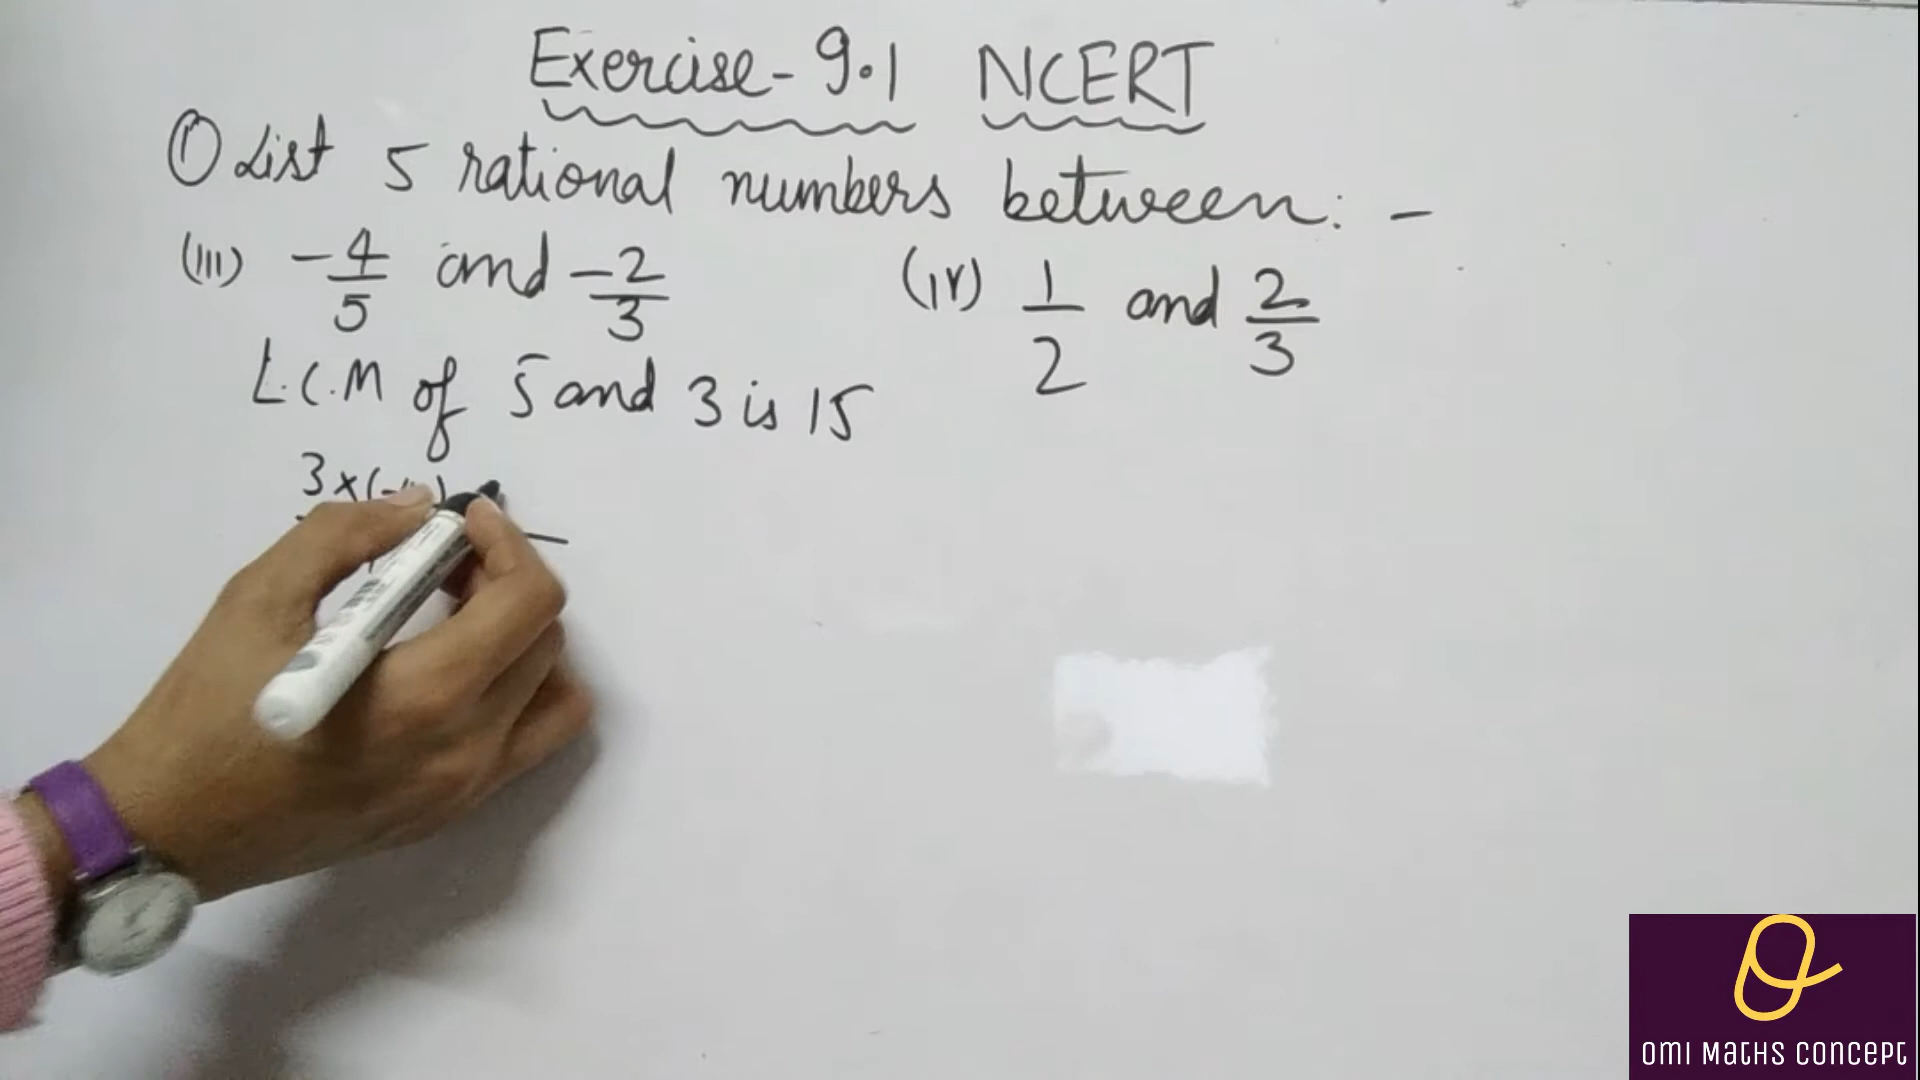 Exercise-9.1 NCERT
① List 5 rational numbers between: -
(iii) -4/5 and -2/3
(iv) 1/2 and 2/3
L.C.M of 5 and 3 is 15
3×(-
OMI MATHS CONCEPT